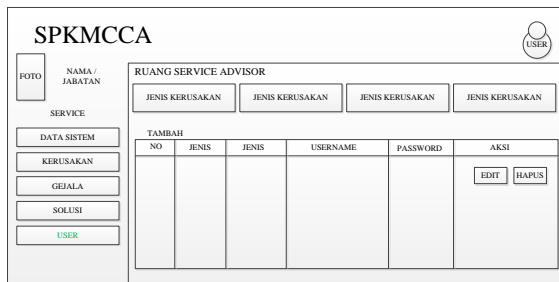 SPKMCCA
USER
FOTO
NAMA /
JABATAN
SERVICE
DATA SISTEM
KERUSAKAN
GEJALA
SOLUSI
USER
RUANG SERVICE ADVISOR
JENIS KERUSAKAN JENIS KERUSAKAN JENIS KERUSAKAN JENIS KERUSAKAN
TAMBAH
NO JENIS JENIS USERNAME PASSWORD AKSI
EDIT HAPUS